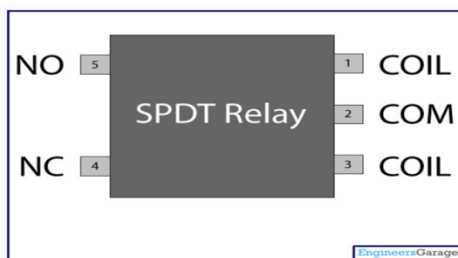 NO 5 1 COIL
SPDT Relay 2 COM
NC 4 3 COIL
EngineersGarage